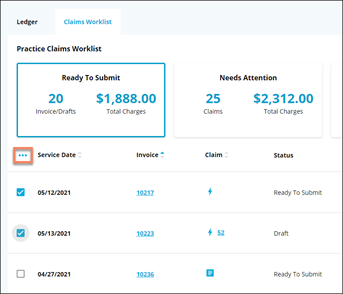 Ledger Claims Worklist
Practice Claims Worklist
Ready To Submit
20 $1,888.00
Invoice/Drafts Total Charges
Needs Attention
25 $2,312.00
Claims Total Charges
Service Date Invoice Claim Status
05/12/2021 10217 Ready To Submit
05/13/2021 10223 52 Draft
04/27/2021 10236 Ready To Submit